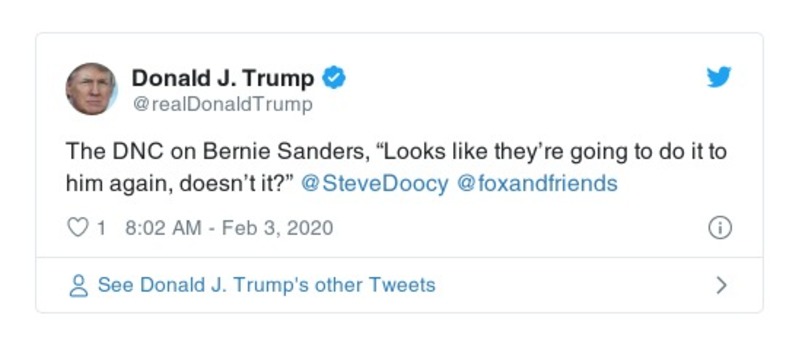 Donald J. Trump
@realDonaldTrump
The DNC on Bernie Sanders, “Looks like they’re going to do it to
him again, doesn’t it?” @SteveDoocy @foxandfriends
1 8:02 AM - Feb 3, 2020
See Donald J. Trump's other Tweets